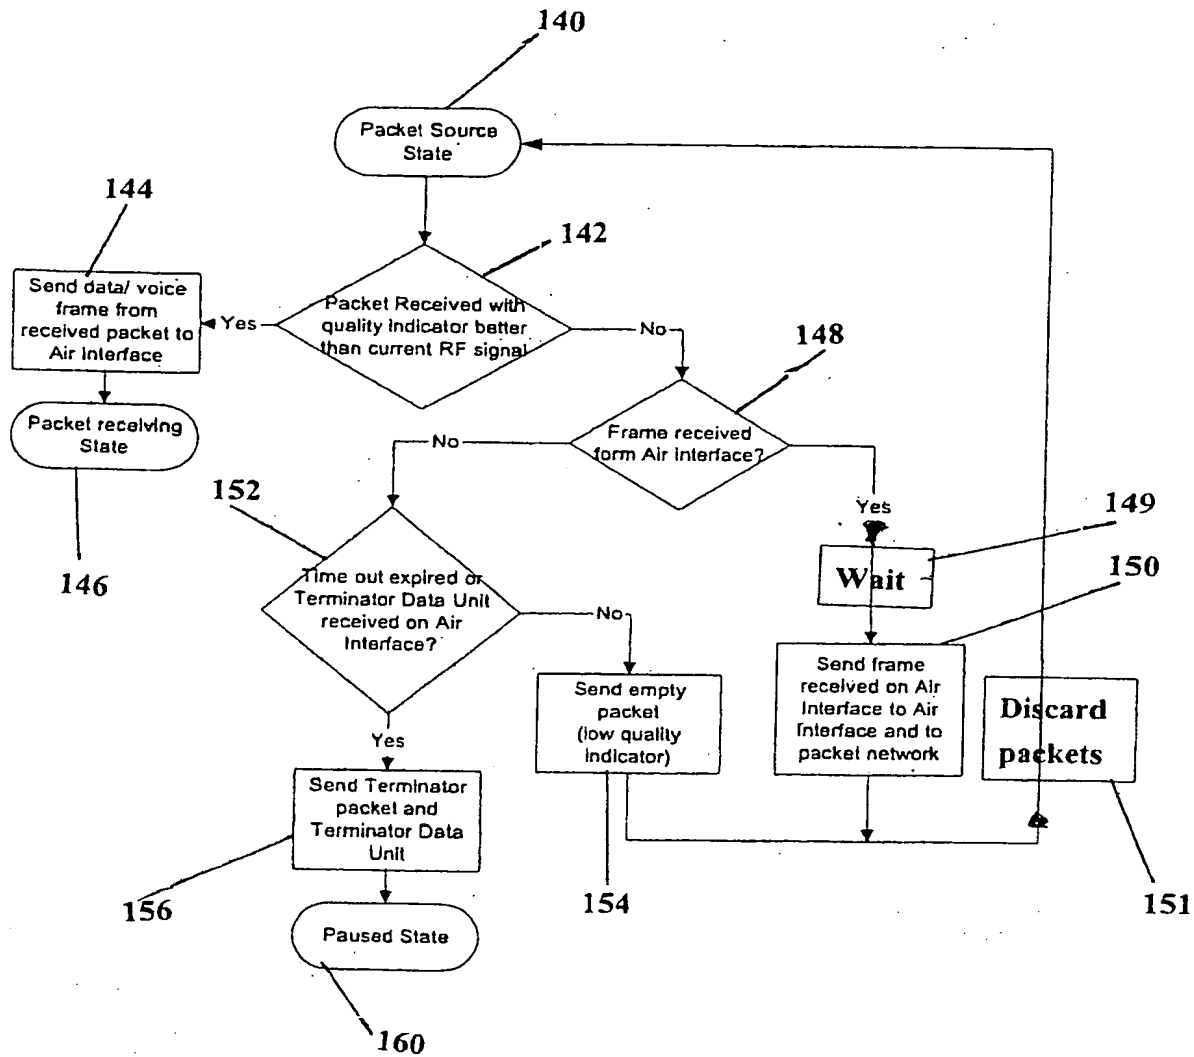 140
Packet Source
State
144
142
Send data/ voice
frame from
received packet to
Air Interface
Yes
Packet Received with
quality indicator better
than current RF signal
No
148
Packet receiving
State
No
Frame received
form Air Interface?
152
Yes
149
146
Time out expired or
Terminator Data Unit
received on Air
Interface?
No
Wait
150
Send empty
packet
(low quality
indicator)
Send frame
received on Air
Interface to Air
Interface and to
packet network
Discard
packets
Yes
Send Terminator
packet and
Terminator Data
Unit
156
154
151
Paused State
160